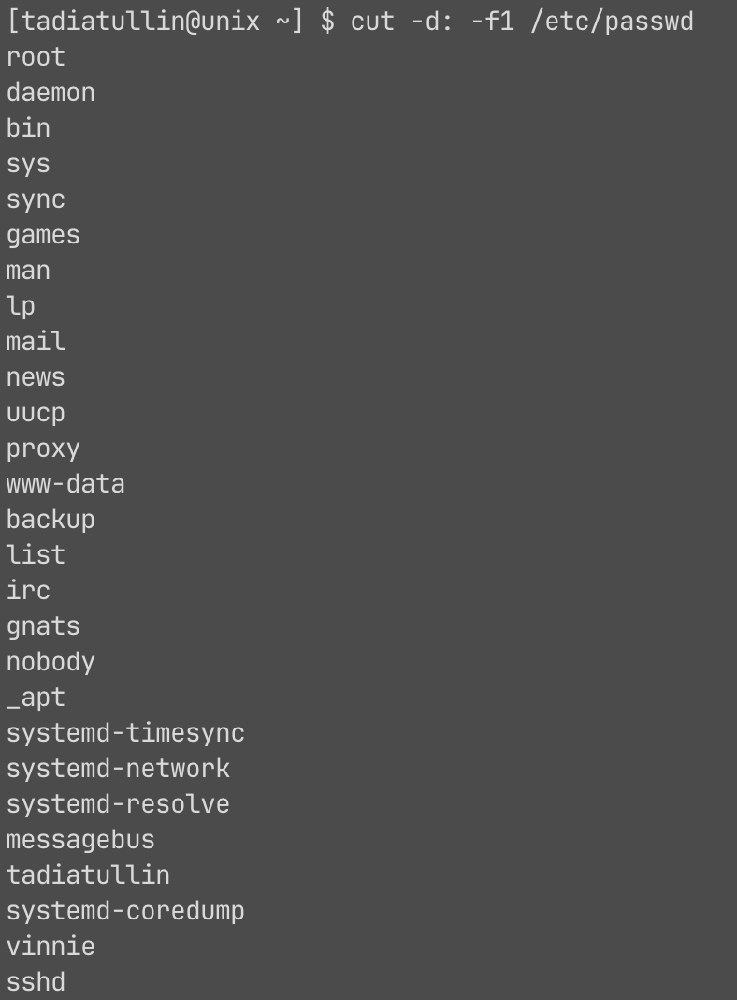 [tadiatullin@unix ~] $ cut -d: -f1 /etc/passwd
root
daemon
bin
sys
sync
games
man
lp
mail
news
uucp
proxy
www-data
backup
list
irc
gnats
nobody
_apt
systemd-timesync
systemd-network
systemd-resolve
messagebus
tadiatullin
systemd-coredump
vinnie
sshd